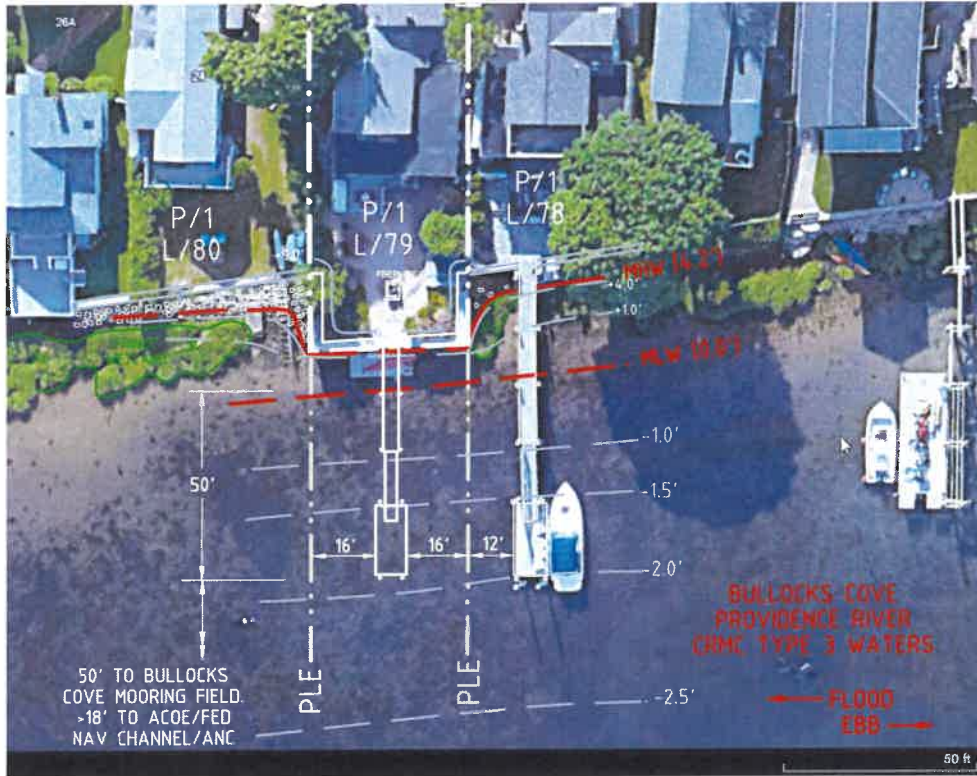 26A
P/1
L/80
P/1
L/79
P/1
L/78
MHW (4.2')
+4.0'
+1.0'
MLW (0.0')
-1.0'
50'
-1.5'
16'
16'
12'
-2.0'
BULLOCKS COVE
PROVIDENCE RIVER
CRMC TYPE 3 WATERS
50' TO BULLOCKS
COVE MOORING FIELD.
>18' TO ACOE/FED
NAV CHANNEL/ANC
PLE
PLE
-2.5'
FLOOD
EBB
50 ft